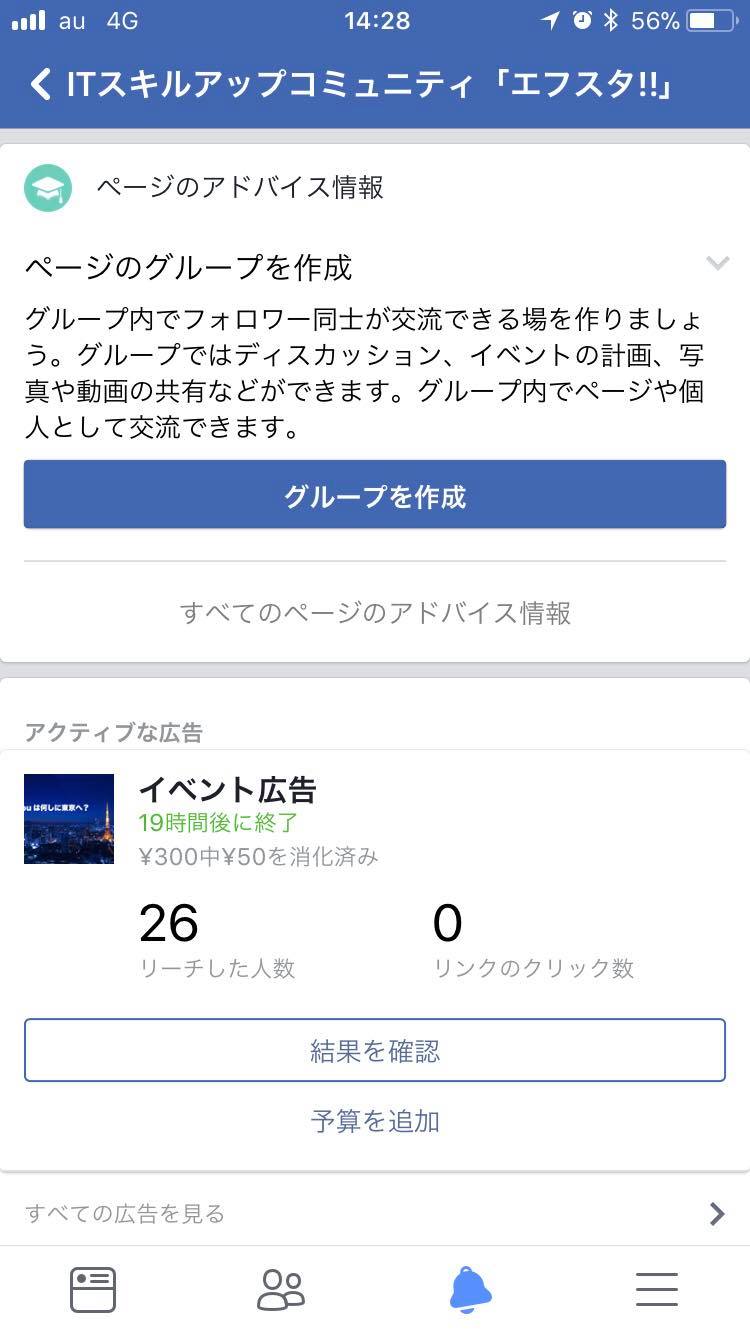 au 4G 14:28 56%
ITスキルアップコミュニティ「エフスタ!!」
ページのアドバイス情報
ページのグループを作成
グループ内でフォロワー同士が交流できる場を作りましょ
う。グループではディスカッション、イベントの計画、写
真や動画の共有などができます。グループ内でページや個
人として交流できます。
グループを作成
すべてのページのアドバイス情報
アクティブな広告
イベント広告
ou は何しに東京へ？
19時間後に終了
¥300中¥50を消化済み
26 0
リーチした人数 リンクのクリック数
結果を確認
予算を追加
すべての広告を見る